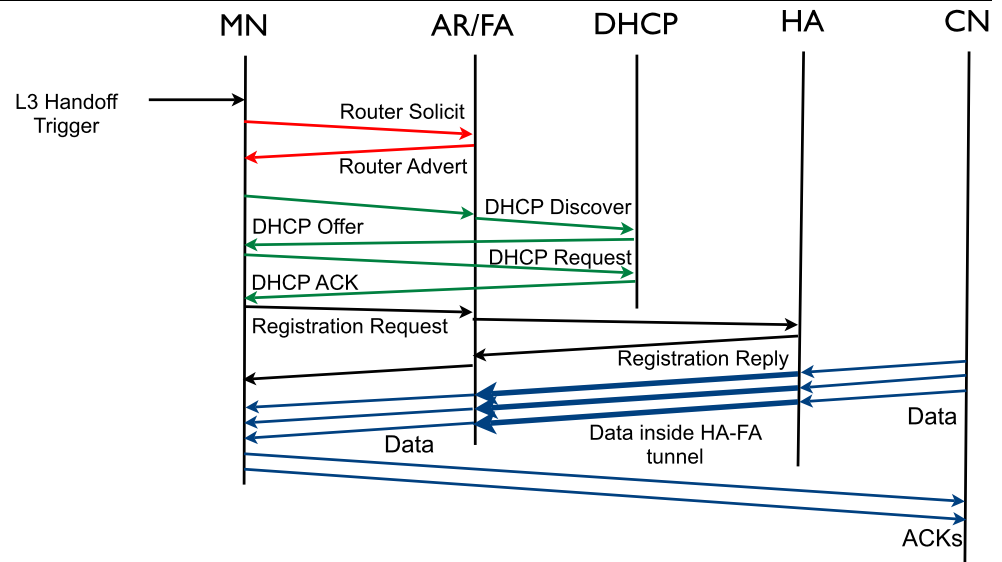 MN AR/FA DHCP HA CN
L3 Handoff
Trigger
Router Solicit
Router Advert
DHCP Discover
DHCP Offer
DHCP Request
DHCP ACK
Registration Request
Registration Reply
Data
Data inside HA-FA
tunnel
Data
ACKs